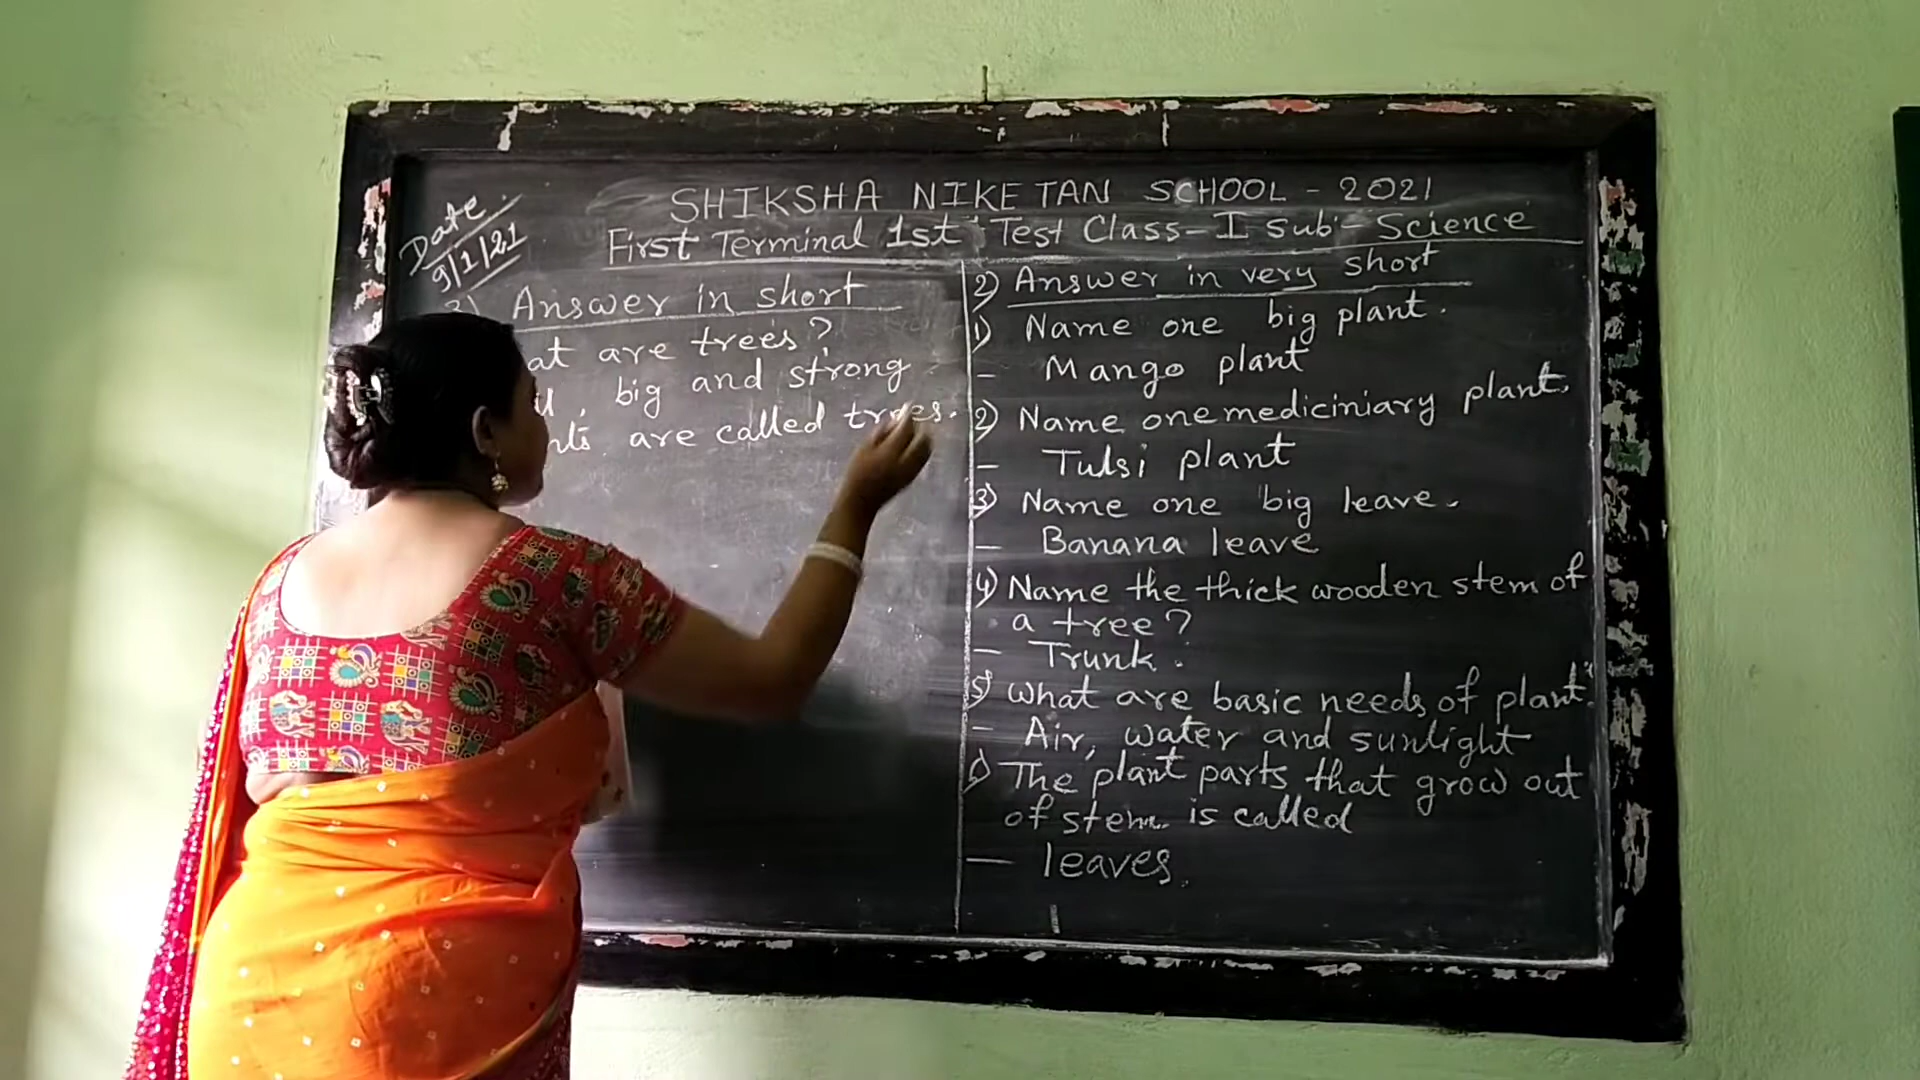 SHIKSHA NIKETAN SCHOOL - 2021
First Terminal 1st Test Class-I Sub-Science
Date.
9/1/21
3) Answer in short
are trees?
, big and strong
are called trees.
2) Answer in very short
1) Name one big plant.
- Mango plant
2) Name one mediciniary plant.
- Tulsi plant
3) Name one big leave.
- Banana leave
4) Name the thick wooden stem of
a tree?
- Trunk.
5) What are basic needs of plant.
- Air, water and sunlight
6) The plant parts that grow out
of stem is called
- leaves.